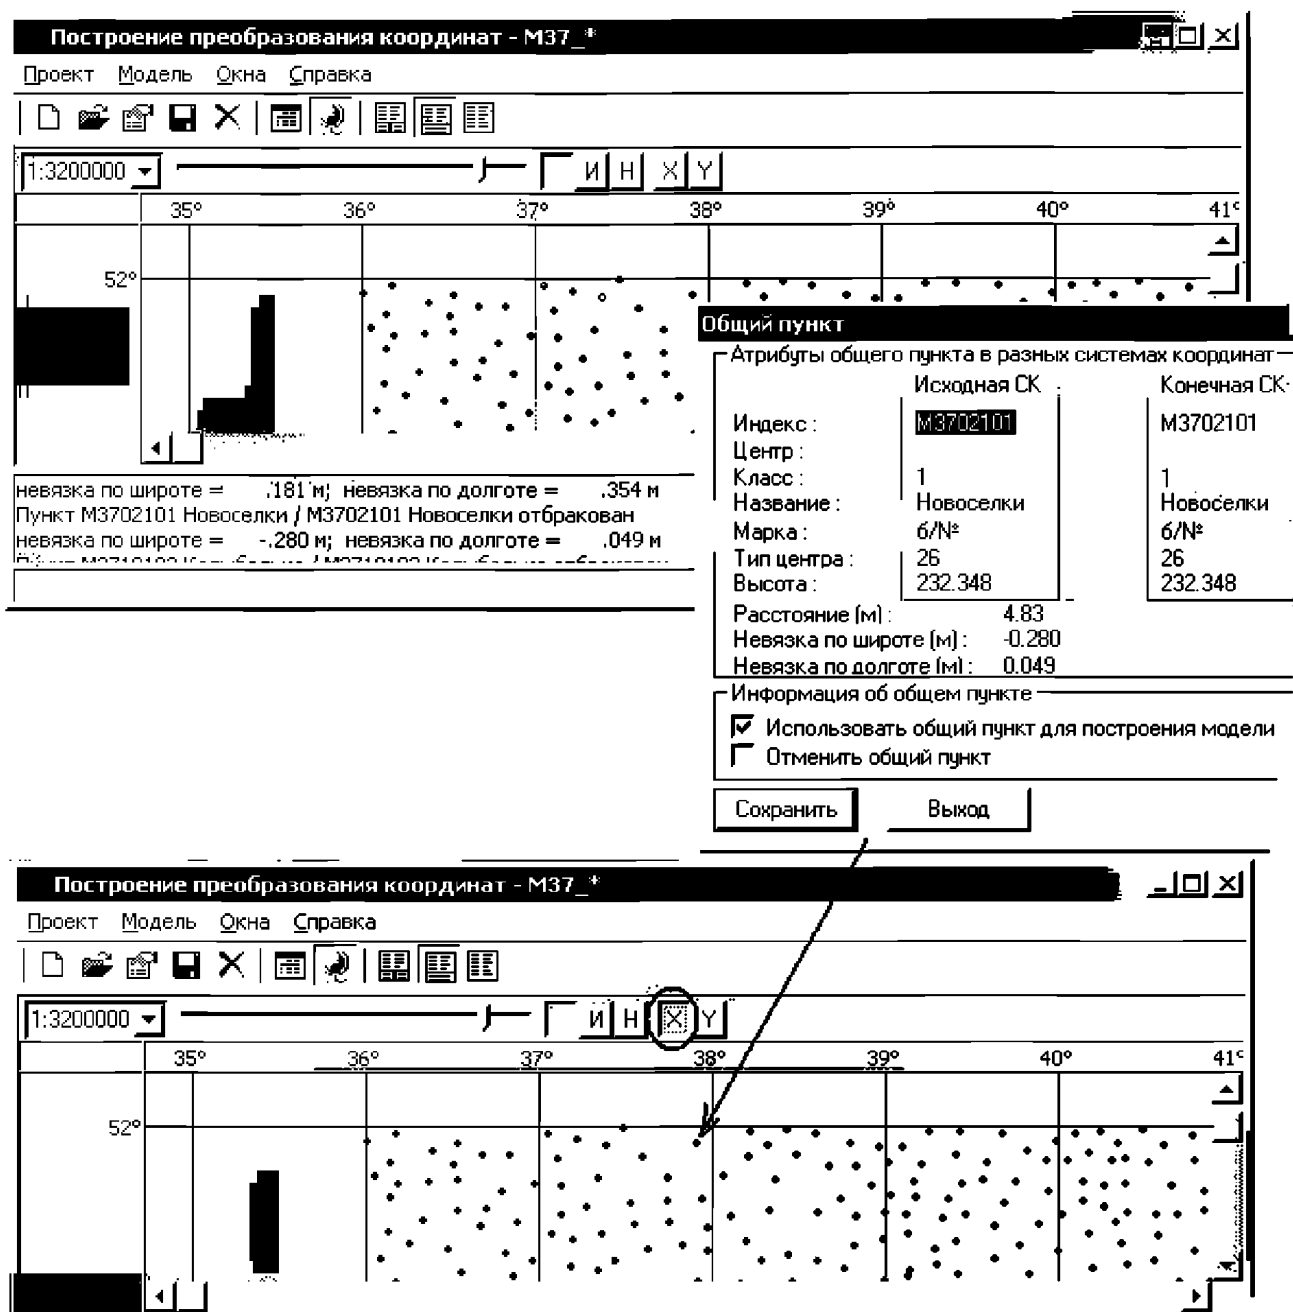 Построение преобразования координат - М37_*
Проект Модель Окна Справка
1:3200000 И Н X Y
35° 36° 37° 38° 39° 40° 41°
52°
невязка по широте = .181 м; невязка по долготе = .354 м
Пункт М3702101 Новоселки / М3702101 Новоселки отбракован
невязка по широте = -.280 м; невязка по долготе = .049 м
Общий пункт
Атрибуты общего пункта в разных системах координат
Исходная СК Конечная СК
Индекс : М3702101 М3702101
Центр :
Класс : 1 1
Название : Новоселки Новоселки
Марка : б/№ б/№
Тип центра : 26 26
Высота : 232.348 232.348
Расстояние (м) : 4.83
Невязка по широте (м) : -0.280
Невязка по долготе (м) : 0.049
Информация об общем пункте
Использовать общий пункт для построения модели
Отменить общий пункт
Сохранить Выход
Построение преобразования координат - М37_*
Проект Модель Окна Справка
1:3200000 И Н X Y
35° 36° 37° 38° 39° 40° 41°
52°